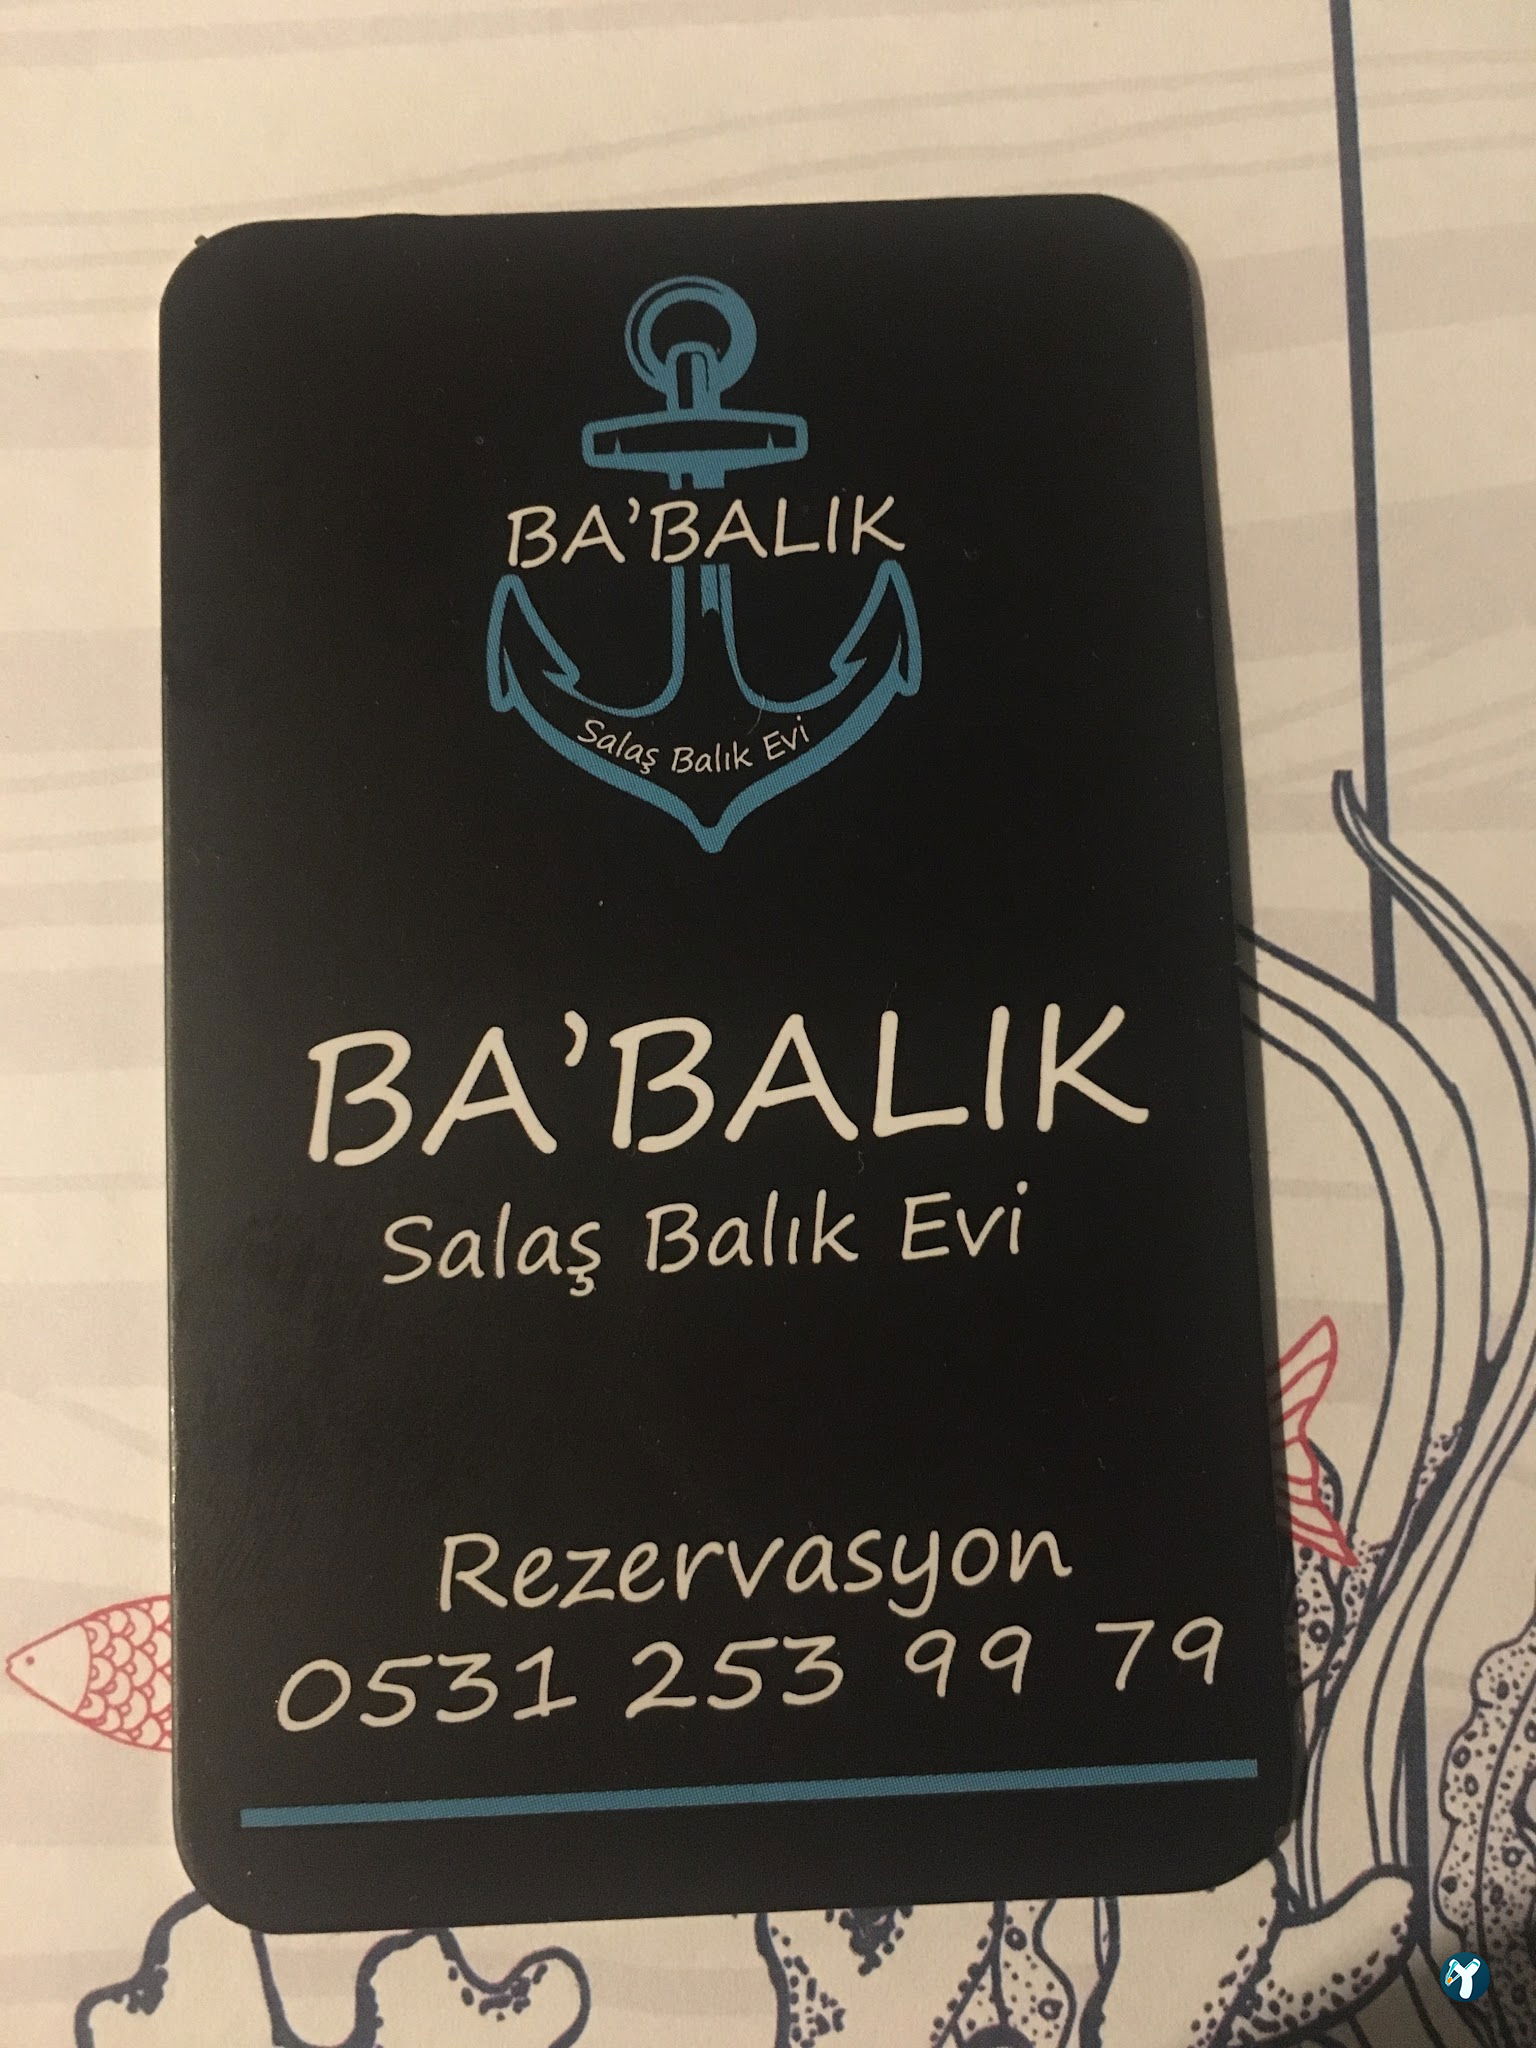 BA'BALIK
Salaş Balık Evi
BA'BALIK
Salaş Balık Evi
Rezervasyon
0531 253 99 79